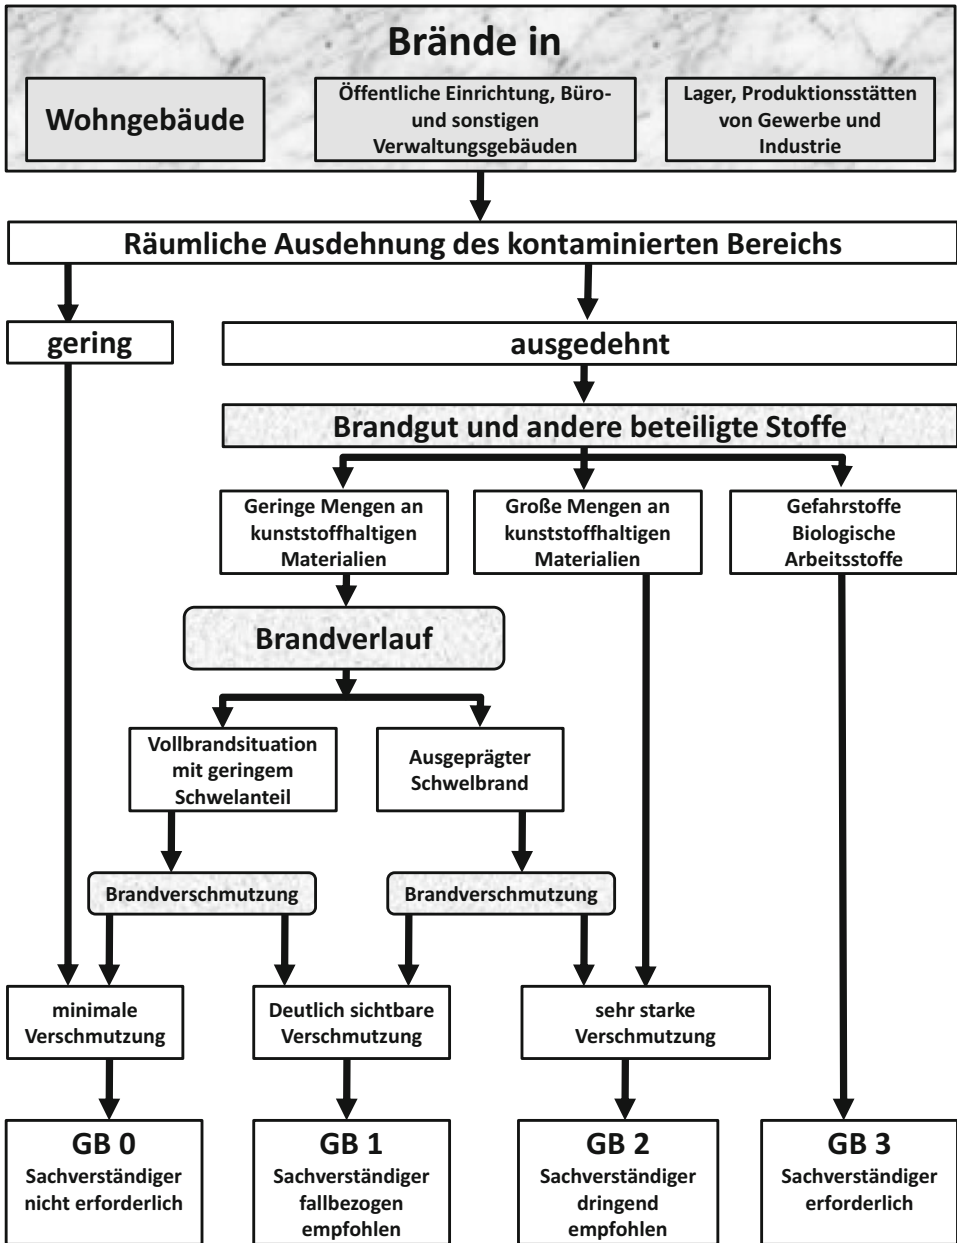 Brände in
Wohngebäude
Öffentliche Einrichtung, Büro-
und sonstigen
Verwaltungsgebäuden
Lager, Produktionsstätten
von Gewerbe und
Industrie
Räumliche Ausdehnung des kontaminierten Bereichs
gering
ausgedehnt
Brandgut und andere beteiligte Stoffe
Geringe Mengen an
kunststoffhaltigen
Materialien
Große Mengen an
kunststoffhaltigen
Materialien
Gefahrstoffe
Biologische
Arbeitsstoffe
Brandverlauf
Vollbrandsituation
mit geringem
Schwelanteil
Ausgeprägter
Schwelbrand
Brandverschmutzung
Brandverschmutzung
minimale
Verschmutzung
Deutlich sichtbare
Verschmutzung
sehr starke
Verschmutzung
GB 0
Sachverständiger
nicht erforderlich
GB 1
Sachverständiger
fallbezogen
empfohlen
GB 2
Sachverständiger
dringend
empfohlen
GB 3
Sachverständiger
erforderlich